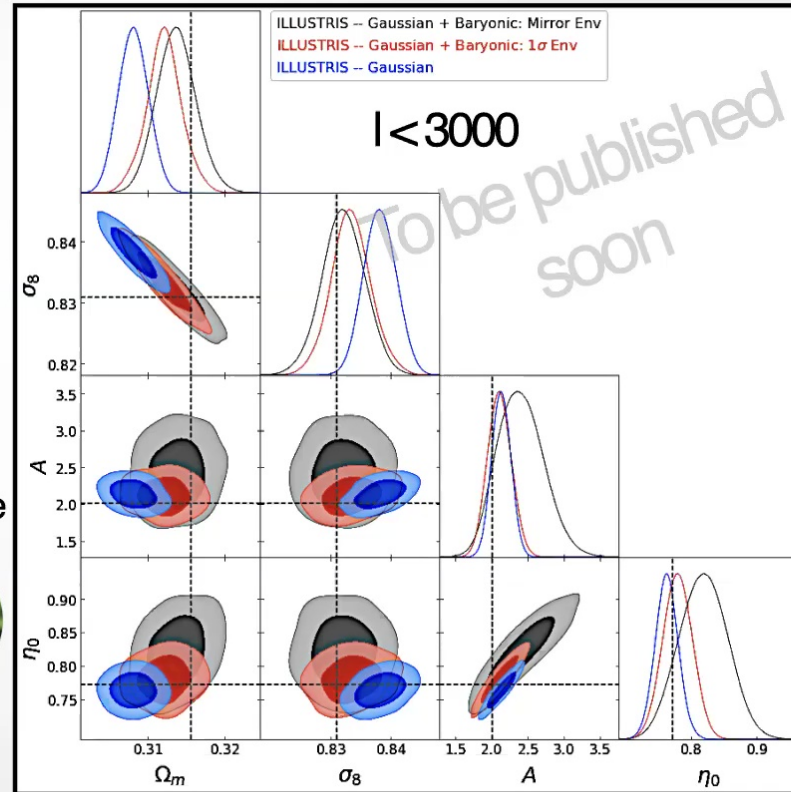 ILLUSTRIS -- Gaussian + Baryonic: Mirror Env
ILLUSTRIS -- Gaussian + Baryonic: 1σ Env
ILLUSTRIS -- Gaussian
l < 3000
To be published
soon
0.84
0.83
0.82
σ8
3.5
3.0
2.5
2.0
1.5
A
e
0.90
0.85
0.80
0.75
η0
0.31 0.32
0.83 0.84
1.5 2.0 2.5 3.0 3.5
0.8 0.9
Ωm
σ8
A
η0